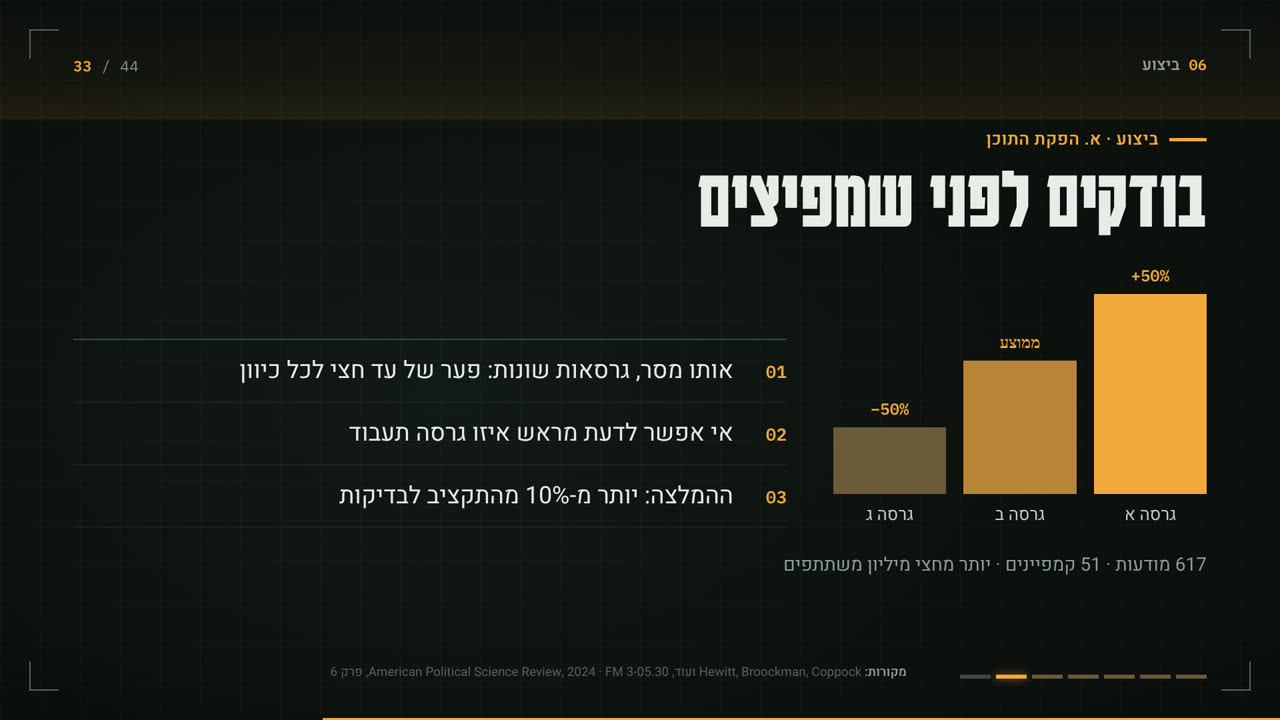 06 ביצוע
33 / 44
ביצוע · א. הפקת התוכן
בודקים לפני שמפיצים
+50%
ממוצע
−50%
גרסה א
גרסה ב
גרסה ג
617 מודעות · 51 קמפיינים · יותר מחצי מיליון משתתפים
01 אותו מסר, גרסאות שונות: פער של עד חצי לכל כיוון
02 אי אפשר לדעת מראש איזו גרסה תעבוד
03 ההמלצה: יותר מ-10% מהתקציב לבדיקות
מקורות: Hewitt, Broockman, Coppock ועוד, American Political Science Review, 2024 · FM 3-05.30, פרק 6